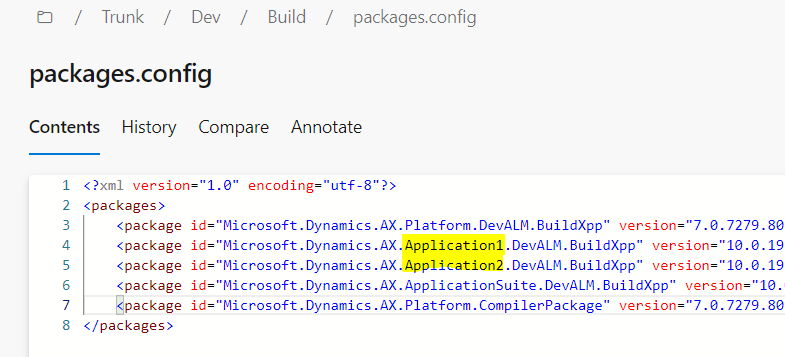 / Trunk / Dev / Build / packages.config
packages.config
Contents History Compare Annotate
1 <?xml version="1.0" encoding="utf-8"?>
2 <packages>
3 <package id="Microsoft.Dynamics.AX.Platform.DevALM.BuildXpp" version="7.0.7279.80
4 <package id="Microsoft.Dynamics.AX.Application1.DevALM.BuildXpp" version="10.0.19
5 <package id="Microsoft.Dynamics.AX.Application2.DevALM.BuildXpp" version="10.0.19
6 <package id="Microsoft.Dynamics.AX.ApplicationSuite.DevALM.BuildXpp" version="10.
7 <package id="Microsoft.Dynamics.AX.Platform.CompilerPackage" version="7.0.7279.80
8 </packages>